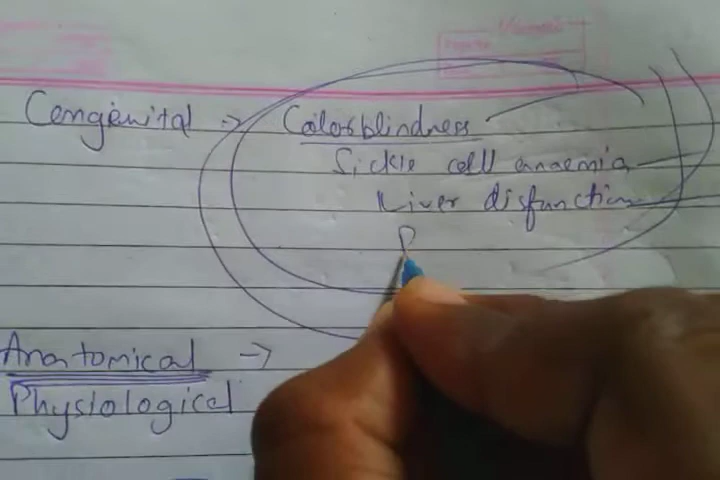 Congenital → Colorblindness
Sickle cell anaemia
Liver disfunction
P
Anatomical →
Physiological